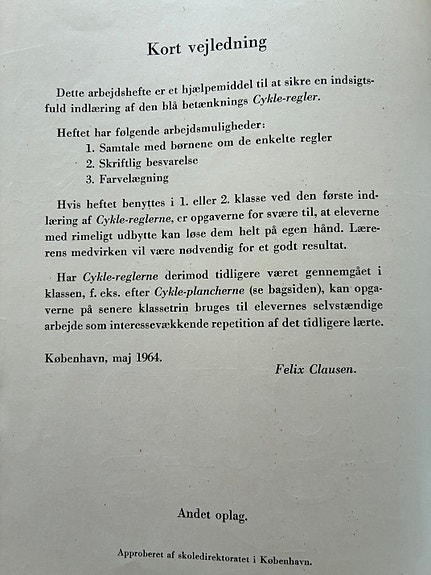 Kort vejledning
Dette arbejdshefte er et hjælpemiddel til at sikre en indsigts-
fuld indlæring af den blå betænknings Cykle-regler.
Heftet har følgende arbejdsmuligheder:
1. Samtale med børnene om de enkelte regler
2. Skriftlig besvarelse
3. Farvelægning
Hvis heftet benyttes i 1. eller 2. klasse ved den første ind-
læring af Cykle-reglerne, er opgaverne for svære til, at eleverne
med rimeligt udbytte kan løse dem helt på egen hånd. Lære-
rens medvirken vil være nødvendig for et godt resultat.
Har Cykle-reglerne derimod tidligere været gennemgået i
klassen, f. eks. efter Cykle-plancherne (se bagsiden), kan opga-
verne på senere klassetrin bruges til elevernes selvstændige
arbejde som interessevækkende repetition af det tidligere lærte.
København, maj 1964.
Felix Clausen.
Andet oplag.
Approberet af skoledirektoratet i København.